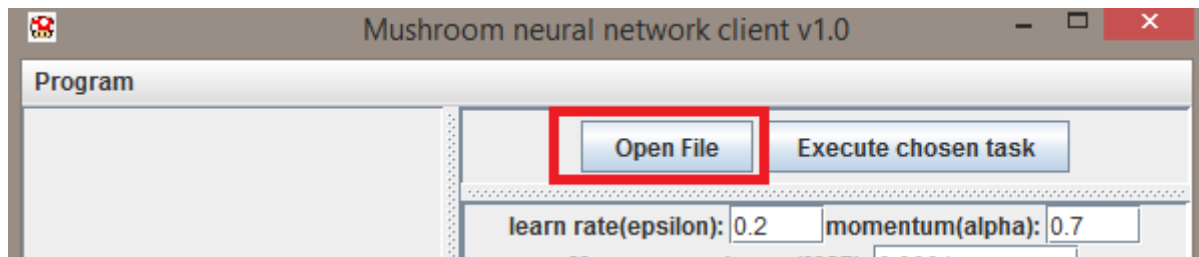 Mushroom neural network client v1.0
Program
Open File Execute chosen task
learn rate(epsilon): 0.2 momentum(alpha): 0.7